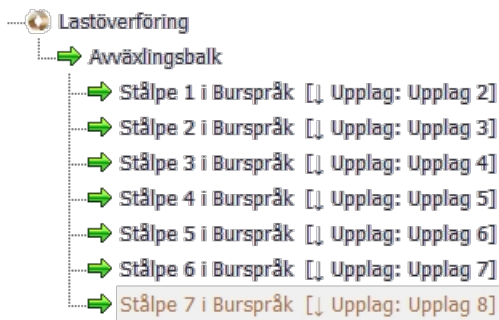 Lastöverföring
Avväxlingsbalk
Stålpe 1 i Burspråk [↓ Upplag: Upplag 2]
Stålpe 2 i Burspråk [↓ Upplag: Upplag 3]
Stålpe 3 i Burspråk [↓ Upplag: Upplag 4]
Stålpe 4 i Burspråk [↓ Upplag: Upplag 5]
Stålpe 5 i Burspråk [↓ Upplag: Upplag 6]
Stålpe 6 i Burspråk [↓ Upplag: Upplag 7]
Stålpe 7 i Burspråk [↓ Upplag: Upplag 8]